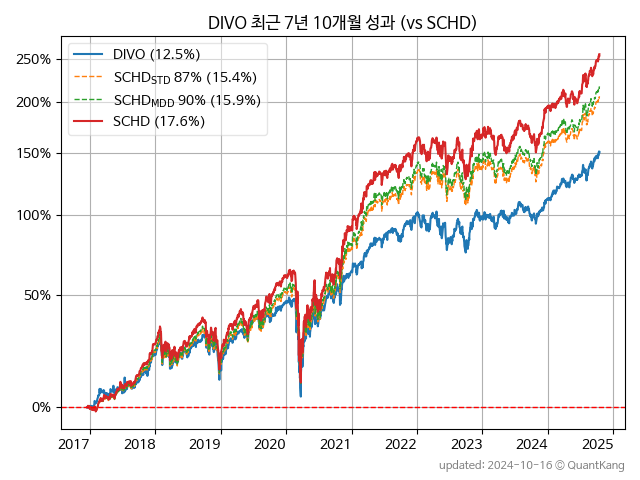 DIVO 최근 7년 10개월 성과 (vs SCHD)
DIVO (12.5%)
SCHD_STD 87% (15.4%)
SCHD_MDD 90% (15.9%)
SCHD (17.6%)
250%
200%
150%
100%
50%
0%
2017 2018 2019 2020 2021 2022 2023 2024 2025
updated: 2024-10-16 © QuantKang